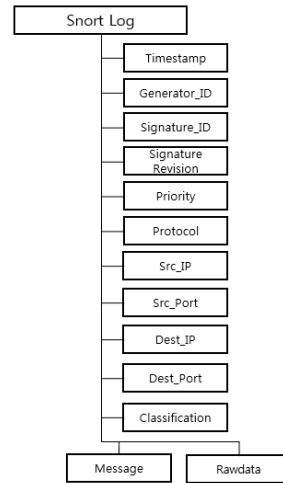 Snort Log
Timestamp
Generator_ID
Signature_ID
Signature
Revision
Priority
Protocol
Src_IP
Src_Port
Dest_IP
Dest_Port
Classification
Message
Rawdata